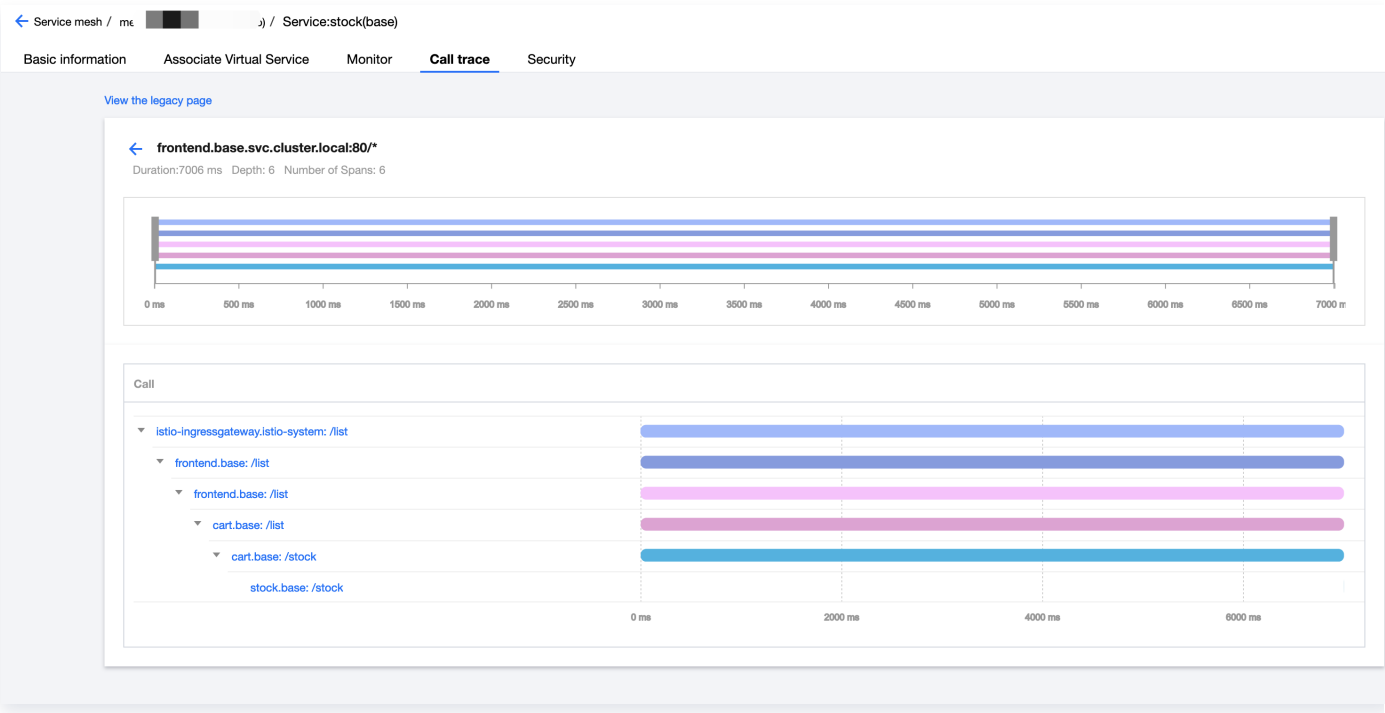 Service mesh / me ) / Service:stock(base)
Basic information Associate Virtual Service Monitor Call trace Security
View the legacy page
frontend.base.svc.cluster.local:80/*
Duration:7006 ms Depth: 6 Number of Spans: 6
0 ms 500 ms 1000 ms 1500 ms 2000 ms 2500 ms 3000 ms 3500 ms 4000 ms 4500 ms 5000 ms 5500 ms 6000 ms 6500 ms 7000 m
Call
istio-ingressgateway.istio-system: /list
frontend.base: /list
frontend.base: /list
cart.base: /list
cart.base: /stock
stock.base: /stock
0 ms 2000 ms 4000 ms 6000 ms